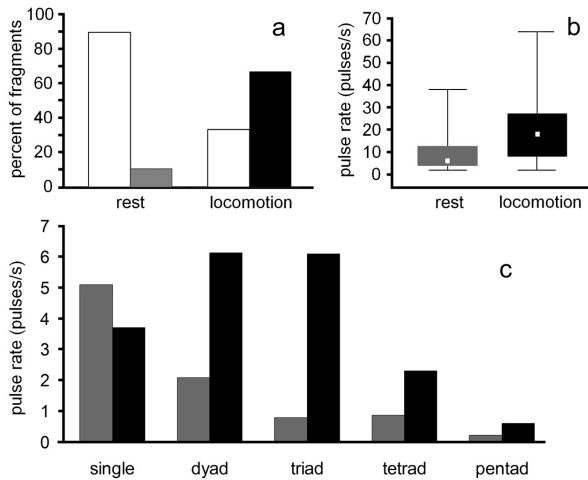 a
percent of fragments
100
80
60
40
20
0
rest locomotion
b
pulse rate (pulses/s)
70
60
50
40
30
20
10
0
rest locomotion
c
pulse rate (pulses/s)
7
6
5
4
3
2
1
0
single dyad triad tetrad pentad